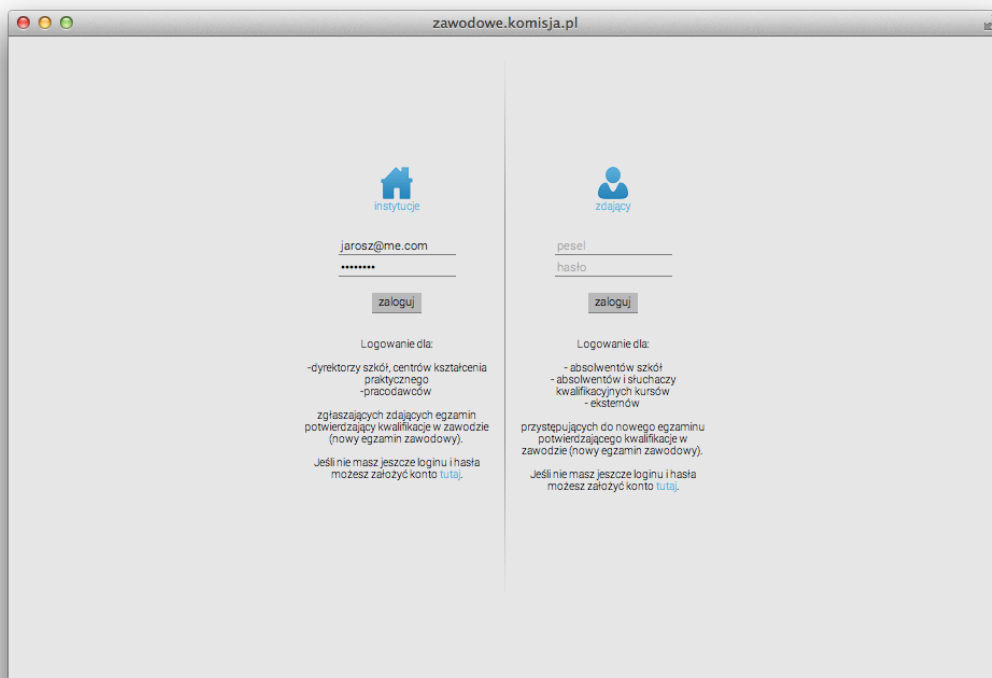 zawodowe.komisja.pl
instytucje
jarosz@me.com
••••••••
zaloguj
Logowanie dla:
-dyrektorzy szkół, centrów kształcenia
praktycznego
-pracodawców
zgłaszających zdających egzamin
potwierdzający kwalifikacje w zawodzie
(nowy egzamin zawodowy).
Jeśli nie masz jeszcze loginu i hasła
możesz założyć konto tutaj.
zdający
pesel
hasło
zaloguj
Logowanie dla:
- absolwentów szkół
- absolwentów i słuchaczy
kwalifikacyjnych kursów
- eksternów
przystępujących do nowego egzaminu
potwierdzającego kwalifikacje w
zawodzie (nowy egzamin zawodowy).
Jeśli nie masz jeszcze loginu i hasła
możesz założyć konto tutaj.